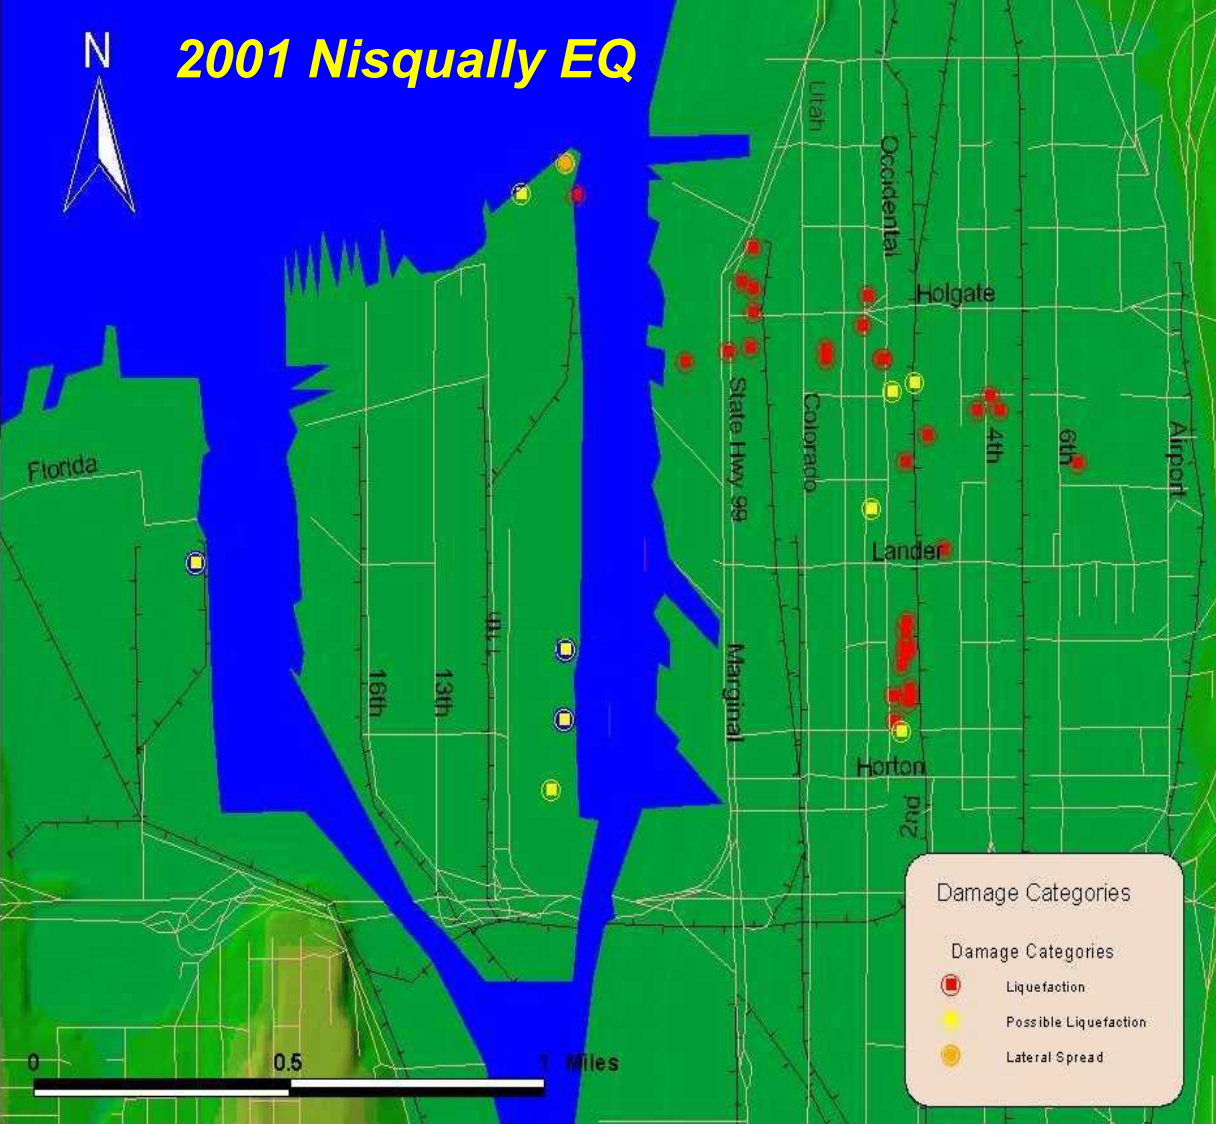 2001 Nisqually EQ
N
Utah
Occidental
Holgate
State Hwy 99
Colorado
4th
6th
Airport
Florida
Lander
11th
16th
13th
Marginal
Horton
2nd
Damage Categories
Damage Categories
Liquefaction
Possible Liquefaction
Lateral Spread
0 0.5 1 Miles